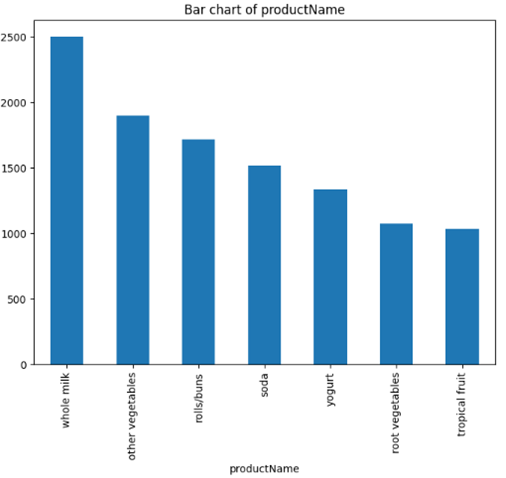 Bar chart of productName
2500
2000
1500
1000
500
0
whole milk
other vegetables
rolls/buns
soda
yogurt
root vegetables
tropical fruit
productName